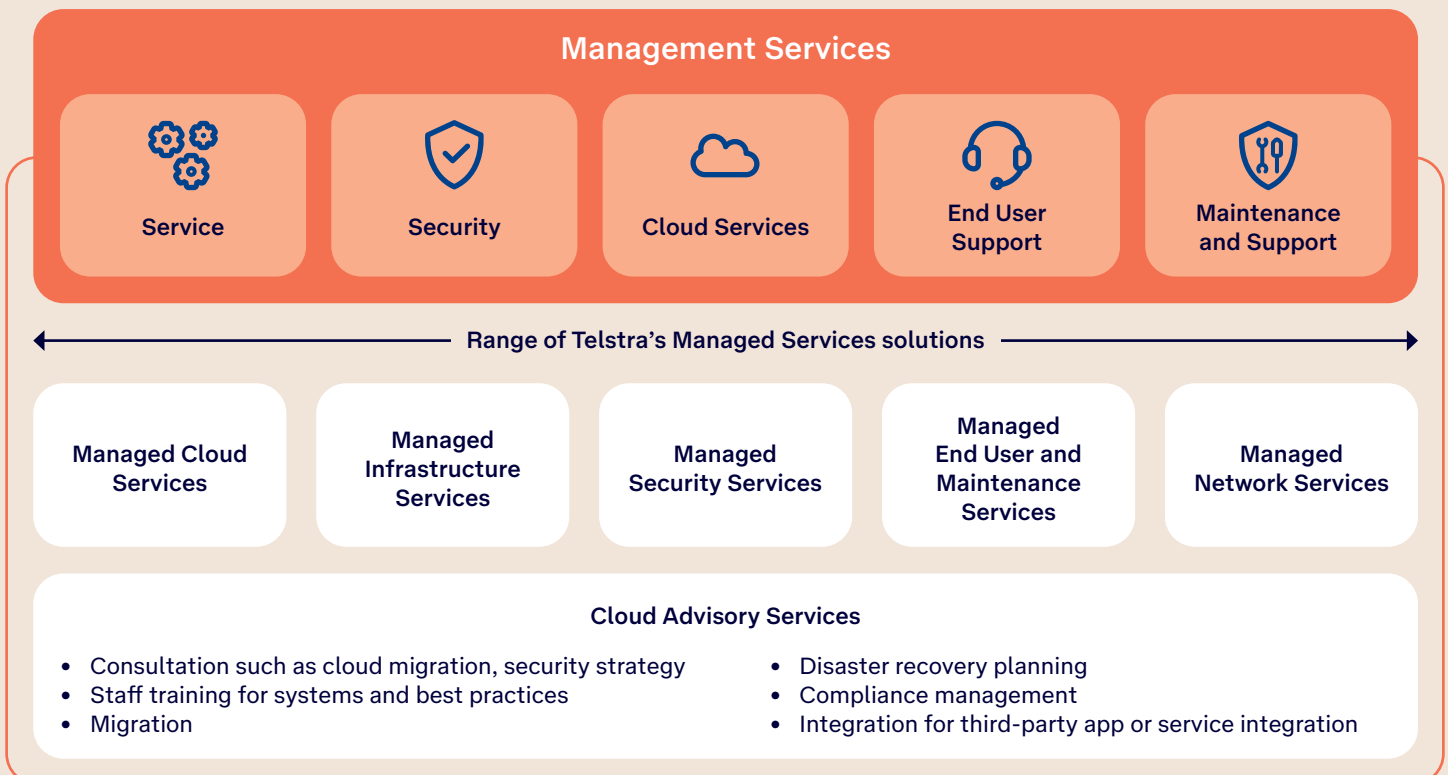 Management Services
Service
Security
Cloud Services
End User
Support
Maintenance
and Support
Range of Telstra’s Managed Services solutions
Managed Cloud
Services
Managed
Infrastructure
Services
Managed
Security Services
Managed
End User and
Maintenance
Services
Managed
Network Services
Cloud Advisory Services
• Consultation such as cloud migration, security strategy
• Staff training for systems and best practices
• Migration
• Disaster recovery planning
• Compliance management
• Integration for third-party app or service integration